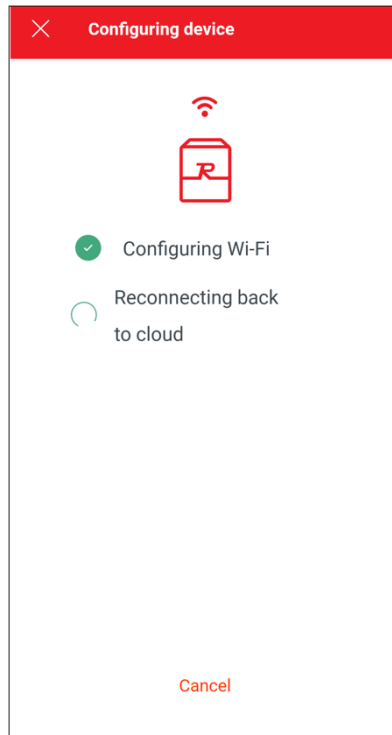 Configuring device
R
Configuring Wi-Fi
Reconnecting back
to cloud
Cancel